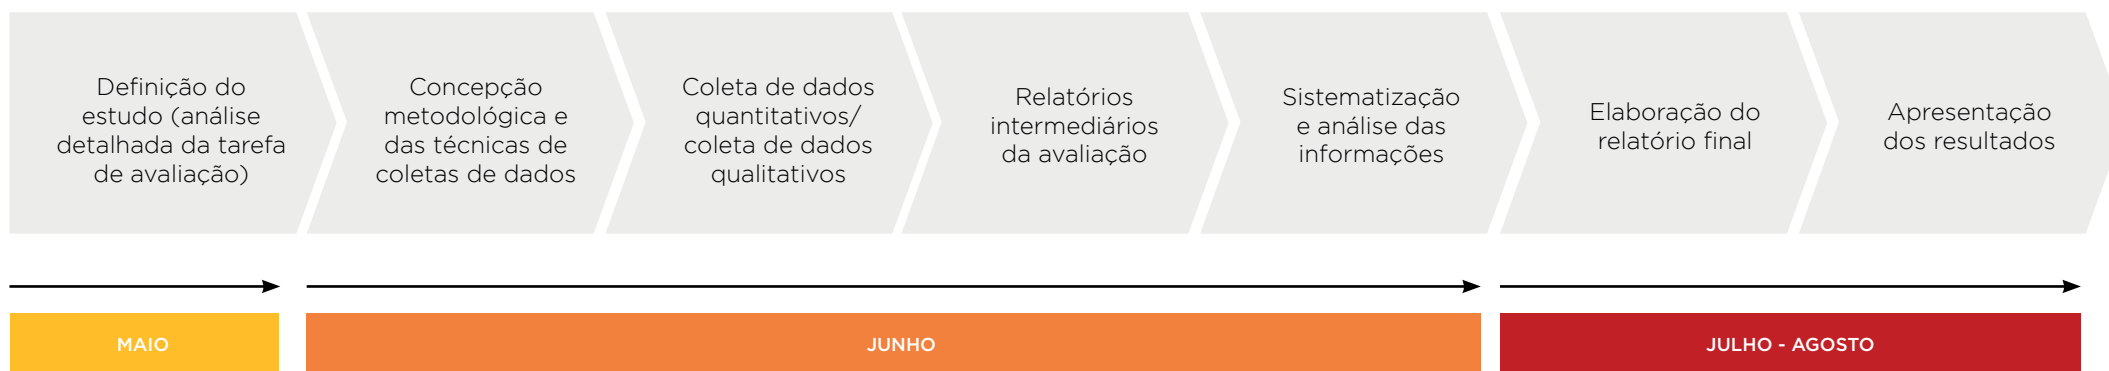 Definição do
estudo (análise
detalhada da tarefa
de avaliação)
Concepção
metodológica e
das técnicas de
coletas de dados
Coleta de dados
quantitativos/
coleta de dados
qualitativos
Relatórios
intermediários
da avaliação
Sistematização
e análise das
informações
Elaboração do
relatório final
Apresentação
dos resultados
MAIO
JUNHO
JULHO - AGOSTO